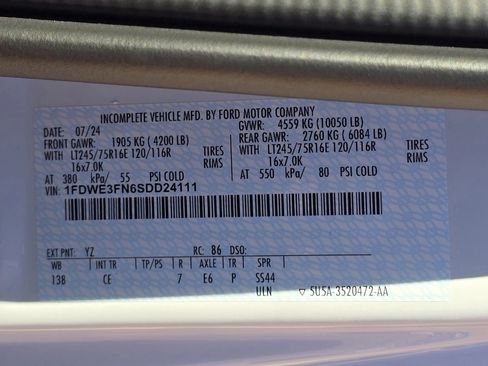 INCOMPLETE VEHICLE MFD. BY FORD MOTOR COMPANY
DATE: 07/24 GVWR: 4559 KG (10050 LB)
FRONT GAWR: 1905 KG (4200 LB) REAR GAWR: 2760 KG (6084 LB)
WITH LT245/75R16E 120/116R TIRES WITH LT245/75R16E 120/116R TIRES
16x7.0K RIMS 16x7.0K RIMS
AT 380 kPa/ 55 PSI COLD AT 550 kPa/ 80 PSI COLD
VIN: 1FDWE3FN6SDD24111
EXT PNT: YZ RC: 86 DSO:
WB INT TR TP/PS R AXLE TR SPR
138 CE 7 E6 P SS44
ULN 5U5A-3520472-AA